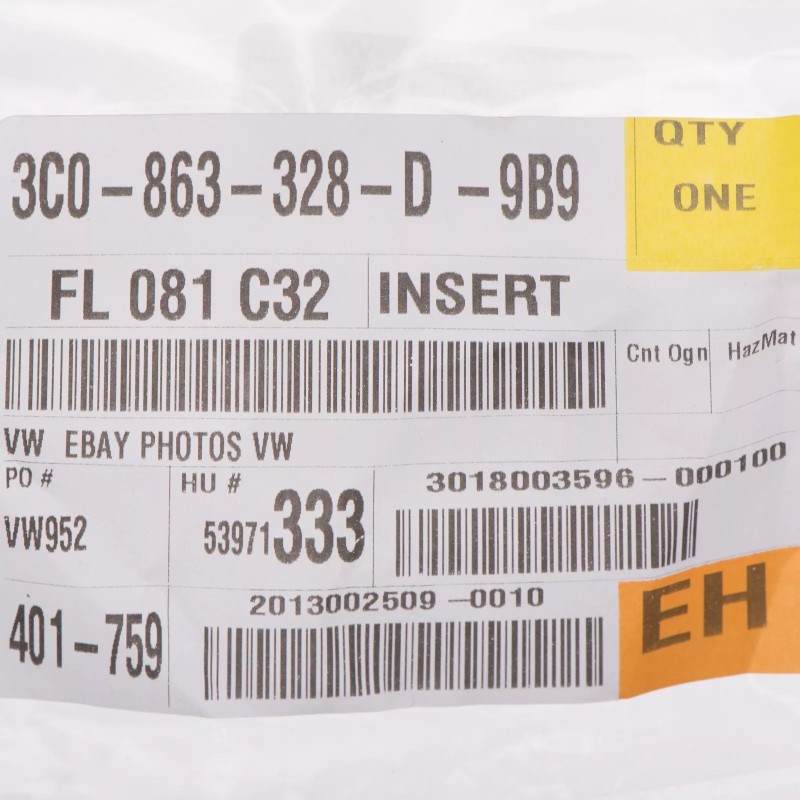 3C0-863-328-D -9B9
QTY
ONE
FL 081 C32
INSERT
Cnt Ogn
HazMat
VW EBAY PHOTOS VW
PO #
VW952
HU #
53971333
3018003596-000100
401-759
2013002509-0010
EH